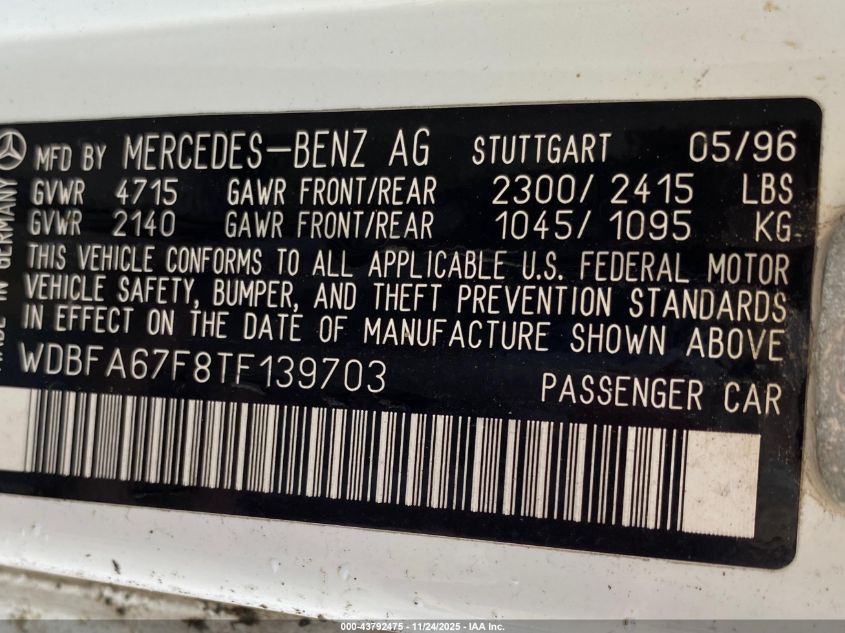 MFD BY MERCEDES-BENZ AG STUTTGART 05/96
GVWR 4715 GAWR FRONT/REAR 2300/ 2415 LBS
GVWR 2140 GAWR FRONT/REAR 1045/ 1095 KG
THIS VEHICLE CONFORMS TO ALL APPLICABLE U.S. FEDERAL MOTOR
VEHICLE SAFETY, BUMPER, AND THEFT PREVENTION STANDARDS
IN EFFECT ON THE DATE OF MANUFACTURE SHOWN ABOVE
WDBFA67F8TF139703 PASSENGER CAR
IN GERMANY
000-43792475 - 11/24/2025 - IAA Inc.